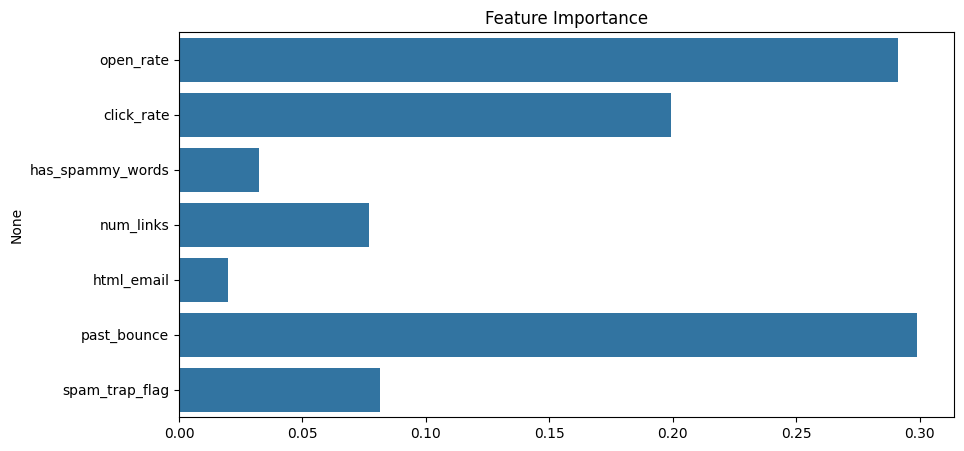 Feature Importance
None
open_rate
click_rate
has_spammy_words
num_links
html_email
past_bounce
spam_trap_flag
0.00 0.05 0.10 0.15 0.20 0.25 0.30